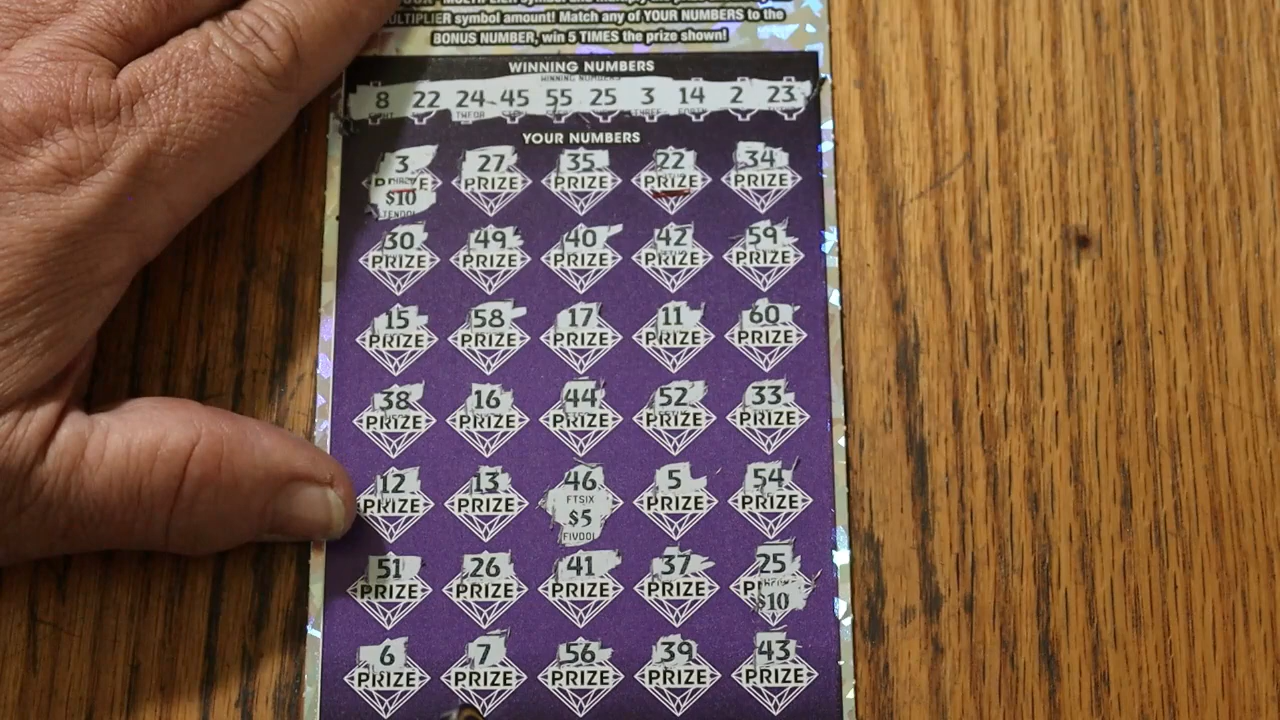 MULTIPLIER symbol amount! Match any of YOUR NUMBERS to the
BONUS NUMBER, win 5 TIMES the prize shown!
WINNING NUMBERS
WINNING NUMBERS
8 22 24 45 55 25 3 14 2 23
YOUR NUMBERS
3 27 35 22 34
PRIZE PRIZE PRIZE PRIZE
$10
TENDOL
30 49 40 42 59
PRIZE PRIZE PRIZE PRIZE PRIZE
15 58 17 11 60
PRIZE PRIZE PRIZE PRIZE PRIZE
38 16 44 52 33
PRIZE PRIZE PRIZE PRIZE PRIZE
12 13 46 5 54
PRIZE PRIZE FTSIX PRIZE PRIZE
$5
FIVDOL
51 26 41 37 25
PRIZE PRIZE PRIZE PRIZE
$10
6 7 56 39 43
PRIZE PRIZE PRIZE PRIZE PRIZE